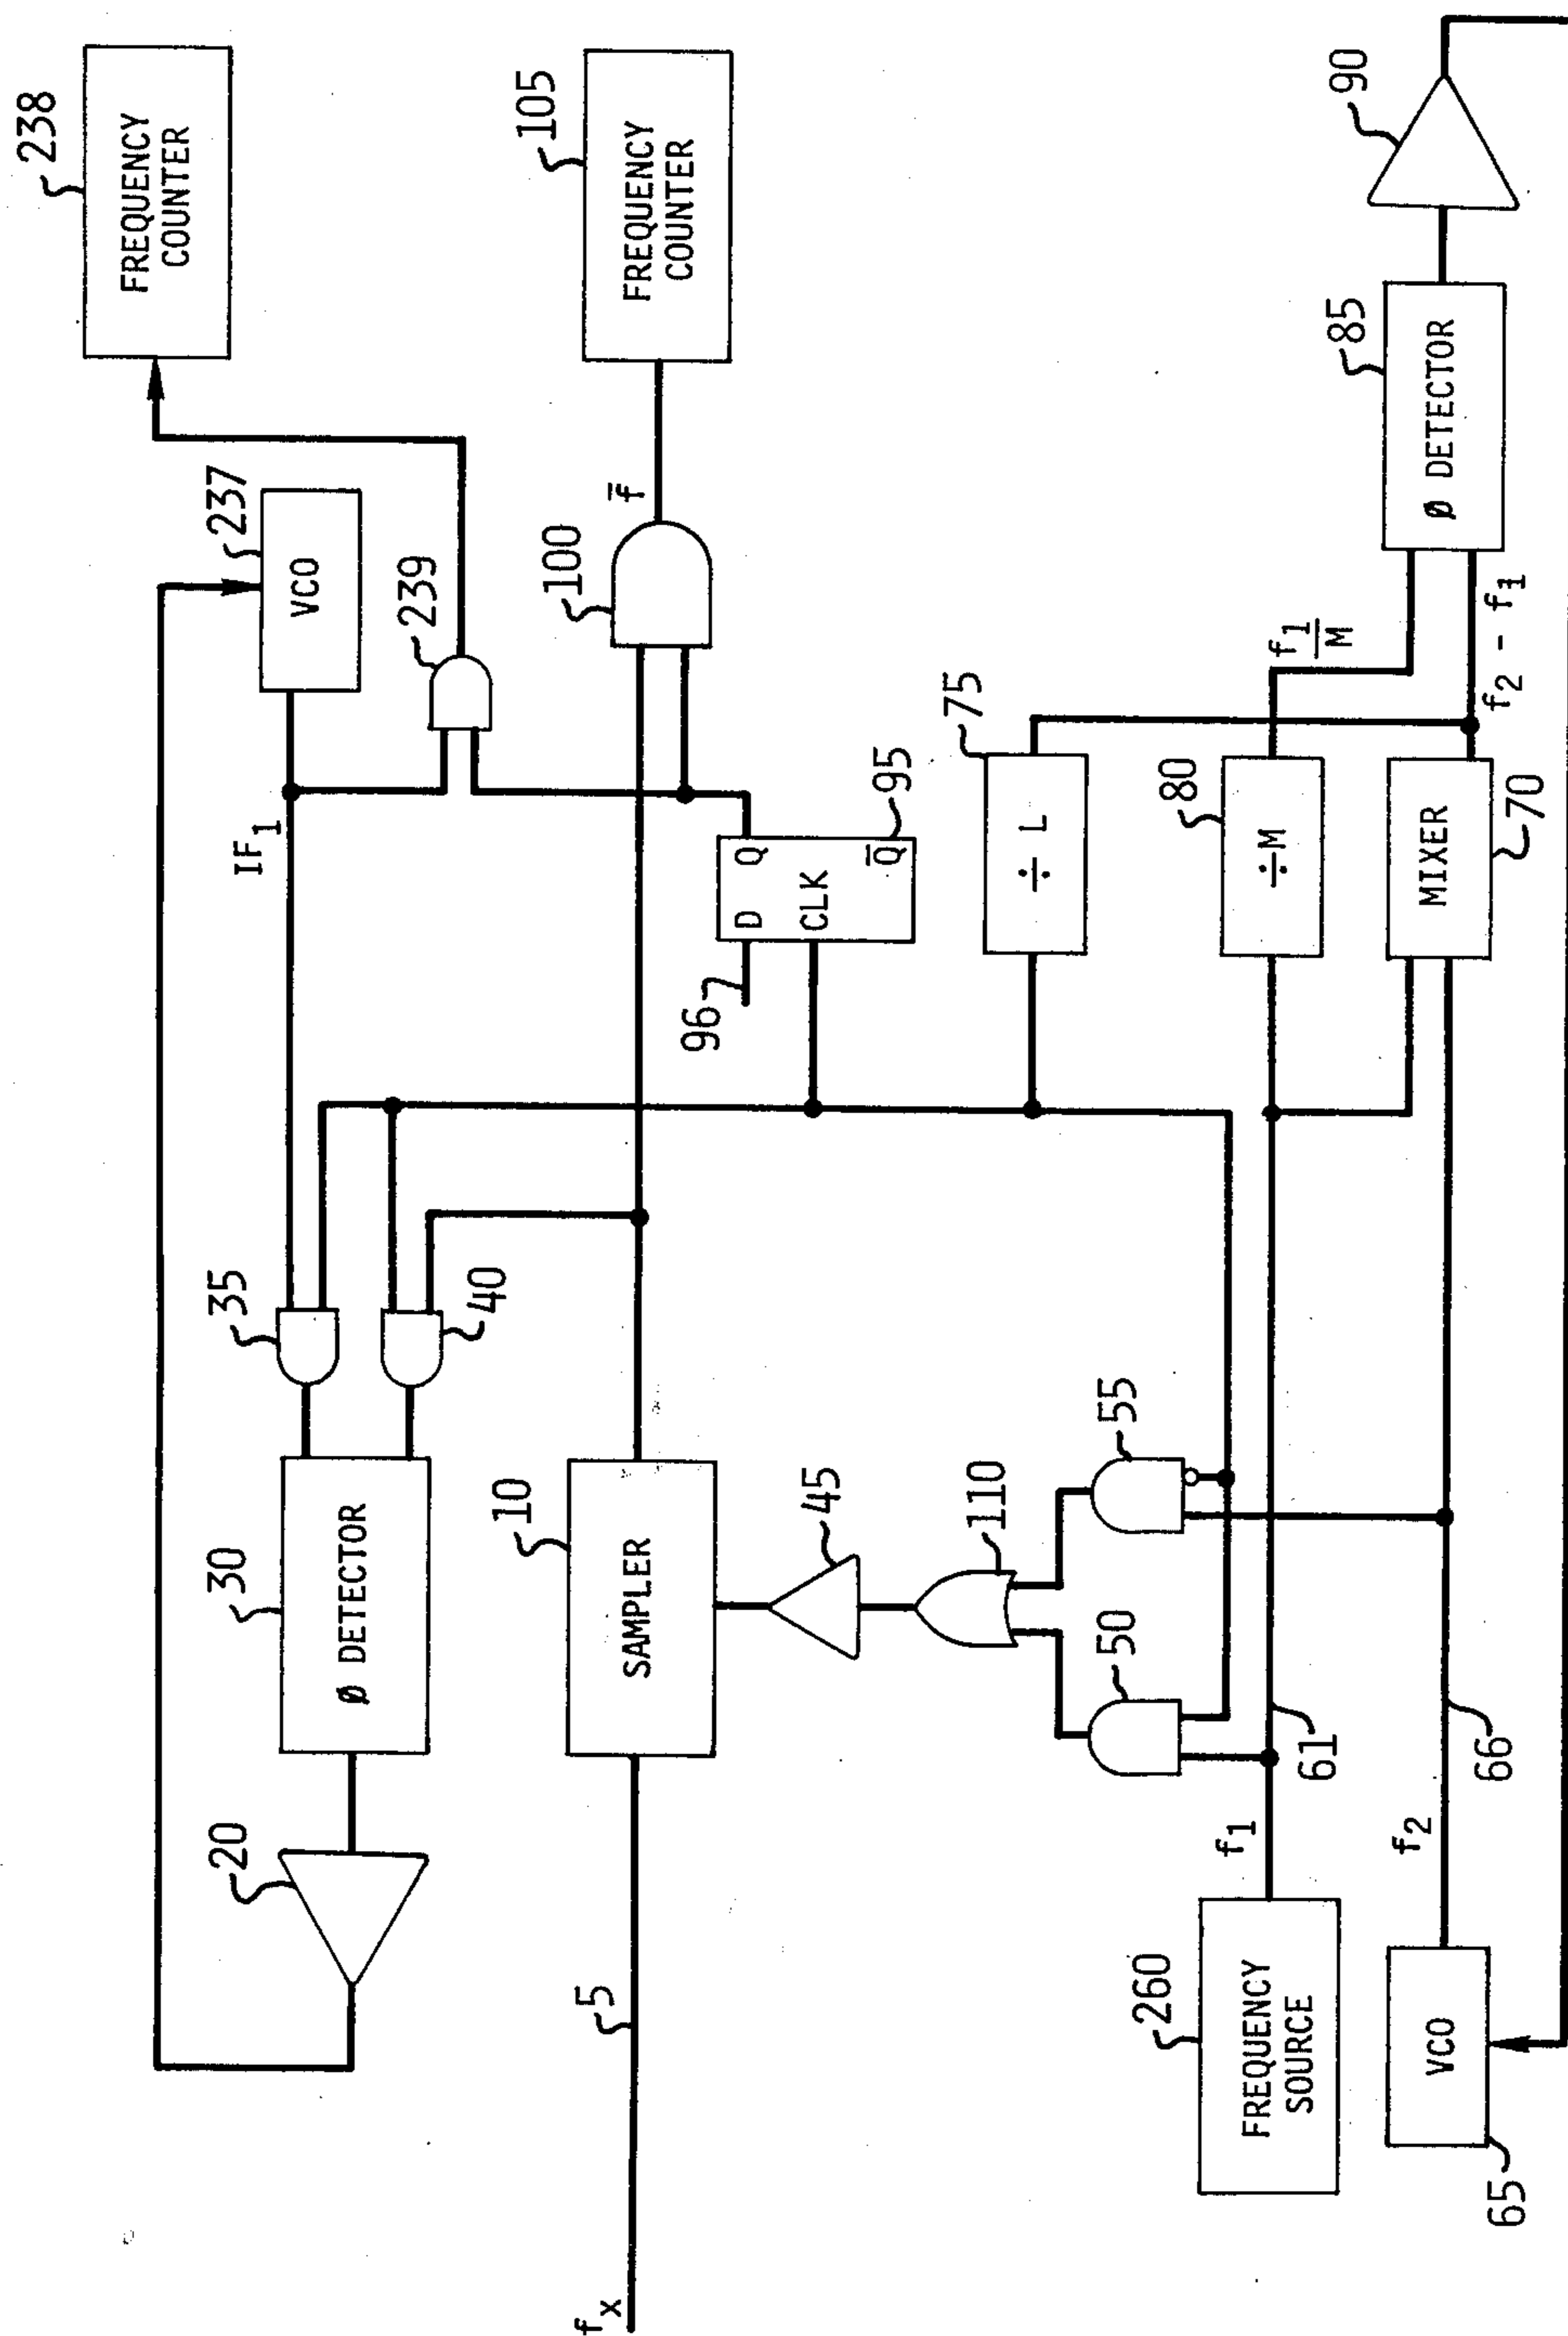 238
FREQUENCY
COUNTER
237
VCO
IF1
239
35
40
30
Ø DETECTOR
20
105
FREQUENCY
COUNTER
f̅
100
10
SAMPLER
5
fx
95
D Q
CLK
Q̅
96
75
÷ L
45
110
55
50
80
÷M
f1
M
85
Ø DETECTOR
90
f2 - f1
MIXER
70
61
66
f1
f2
260
FREQUENCY
SOURCE
VCO
65